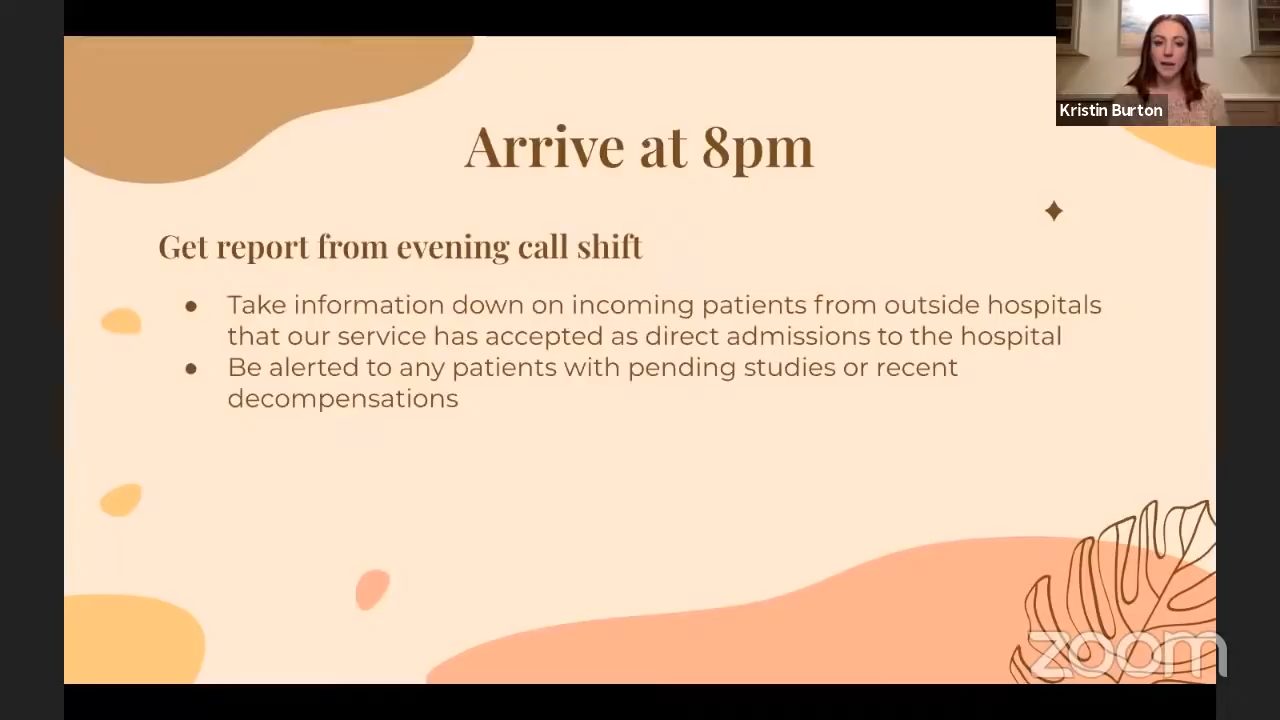 Kristin Burton
Arrive at 8pm
Get report from evening call shift
● Take information down on incoming patients from outside hospitals
that our service has accepted as direct admissions to the hospital
● Be alerted to any patients with pending studies or recent
decompensations
zoom